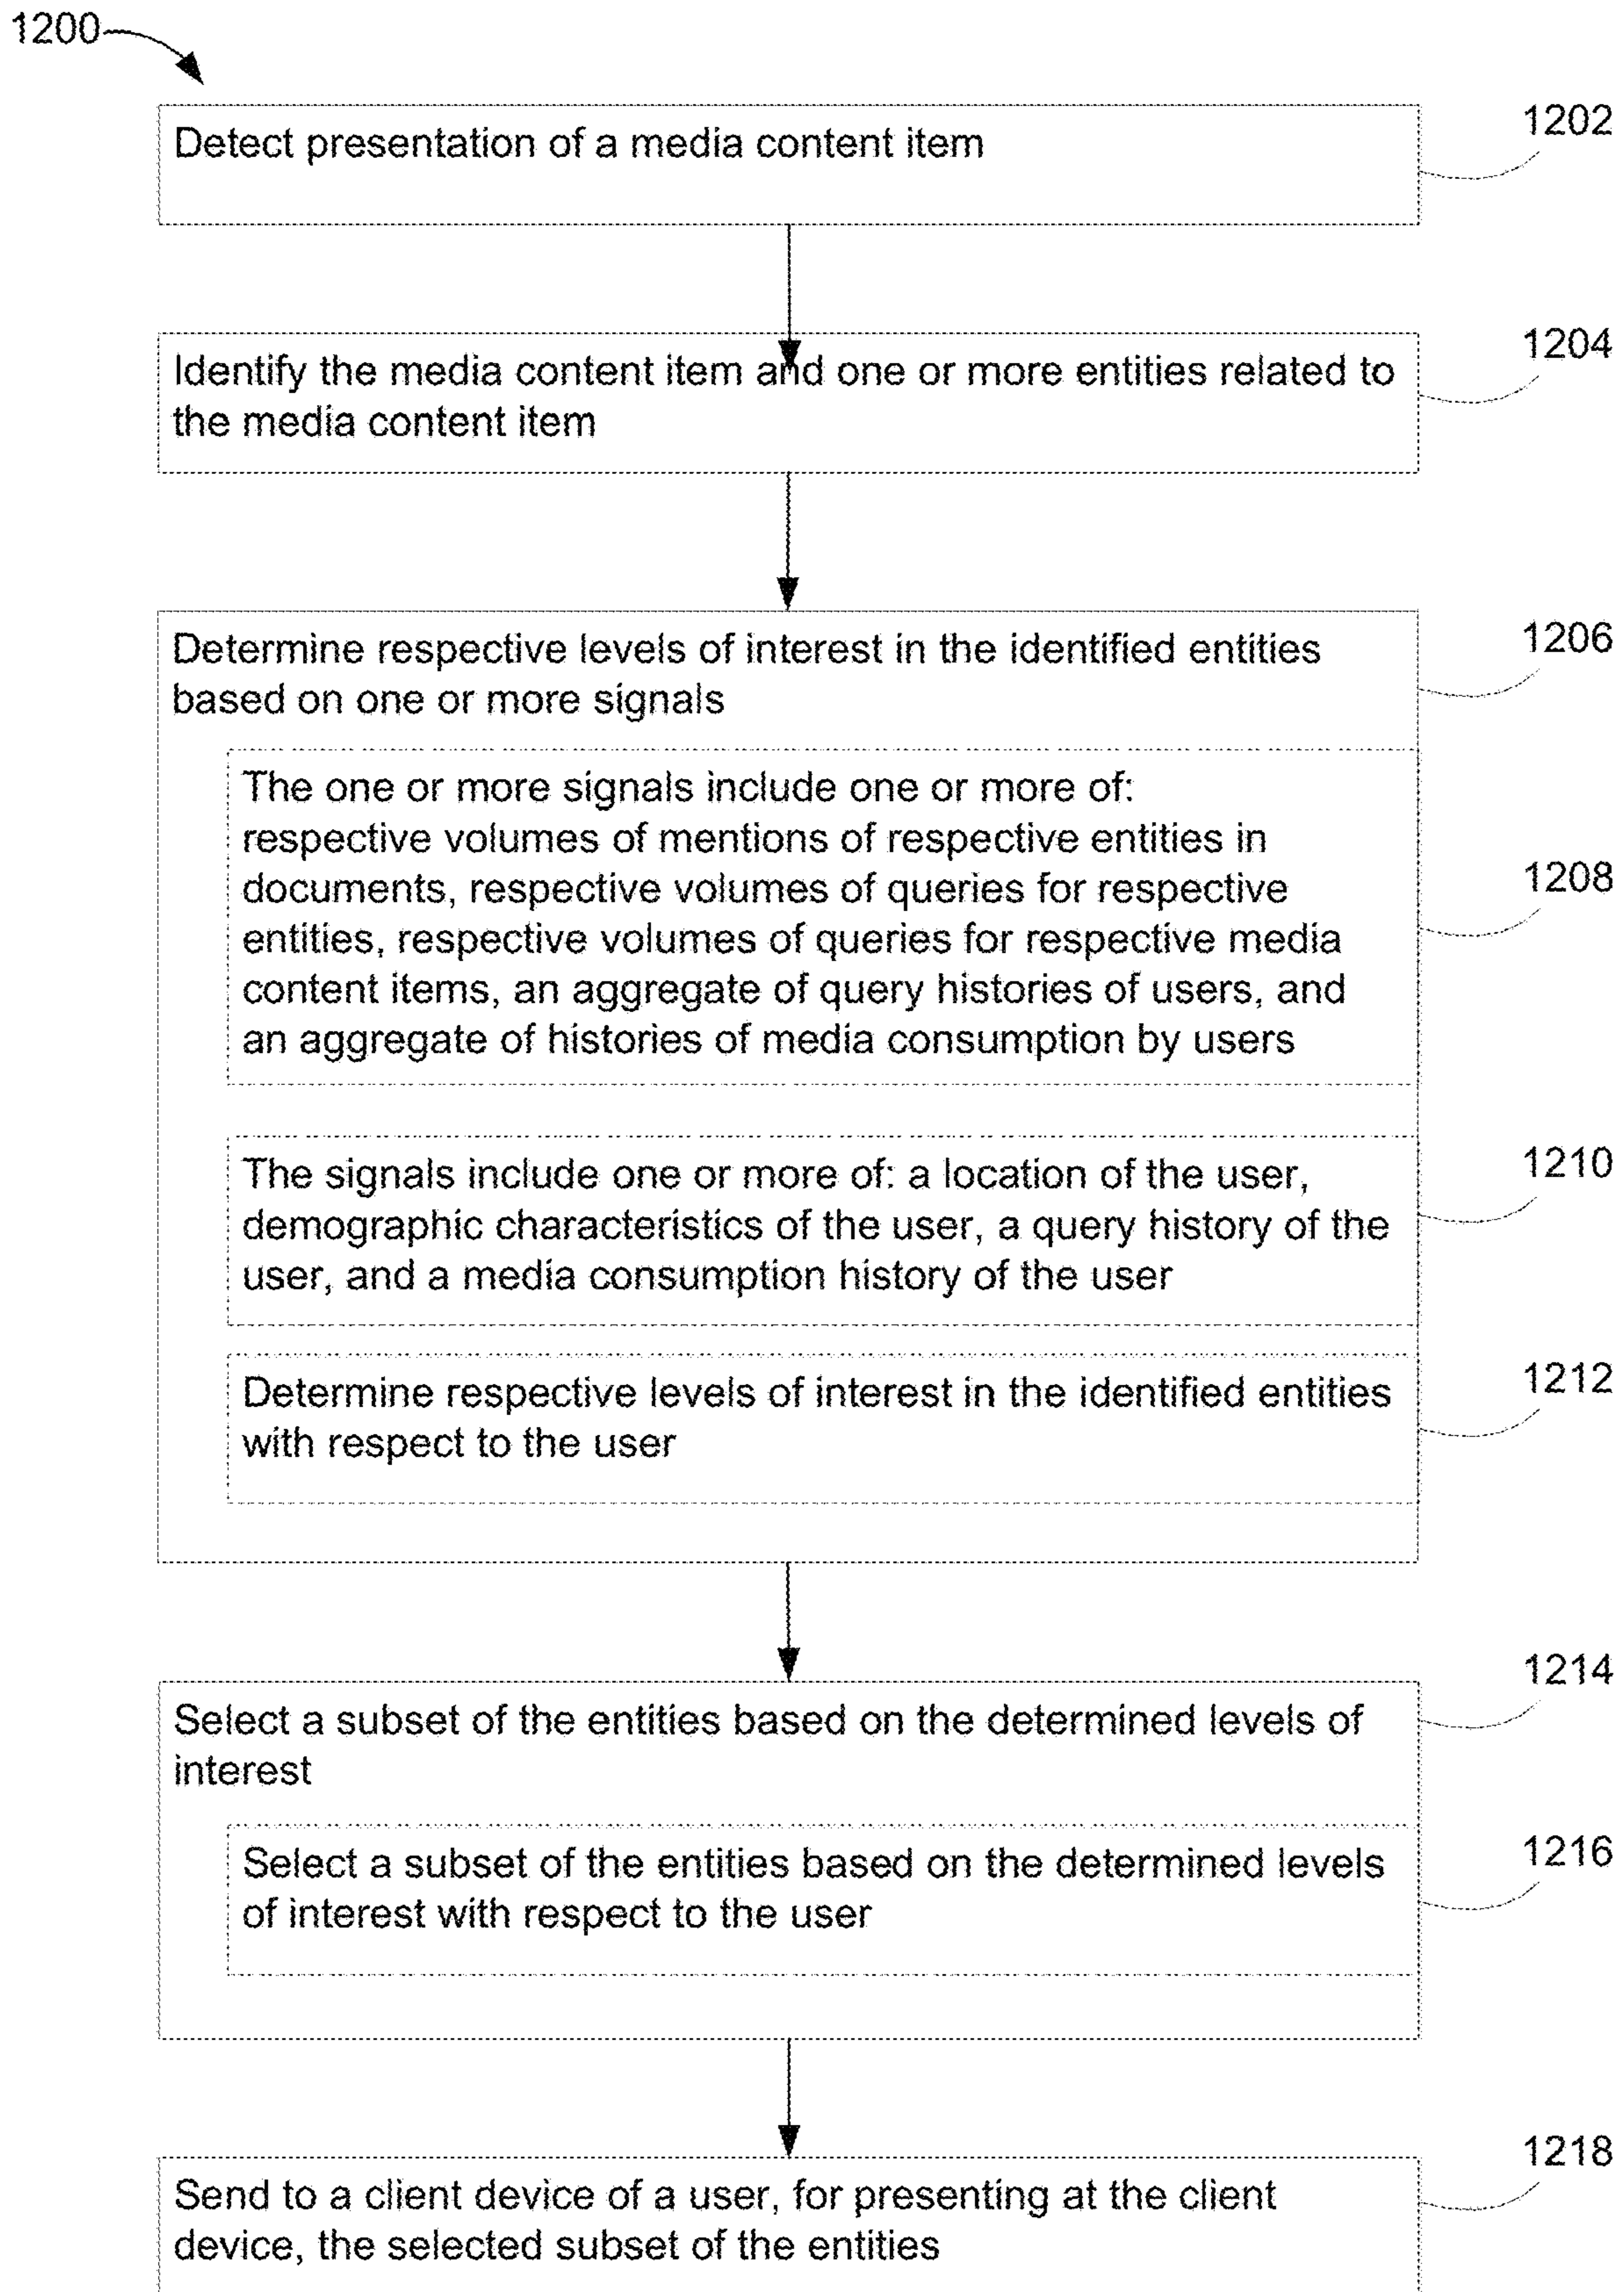 1200
Detect presentation of a media content item
1202
Identify the media content item and one or more entities related to
the media content item
1204
Determine respective levels of interest in the identified entities
based on one or more signals
1206
The one or more signals include one or more of:
respective volumes of mentions of respective entities in
documents, respective volumes of queries for respective
entities, respective volumes of queries for respective media
content items, an aggregate of query histories of users, and
an aggregate of histories of media consumption by users
1208
The signals include one or more of: a location of the user,
demographic characteristics of the user, a query history of the
user, and a media consumption history of the user
1210
Determine respective levels of interest in the identified entities
with respect to the user
1212
Select a subset of the entities based on the determined levels of
interest
1214
Select a subset of the entities based on the determined levels
of interest with respect to the user
1216
Send to a client device of a user, for presenting at the client
device, the selected subset of the entities
1218